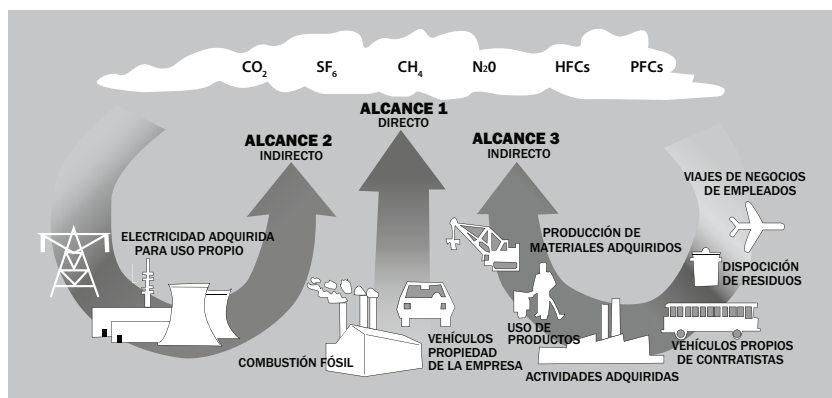 CO₂ SF₆ CH₄ N₂0 HFCs PFCs
ALCANCE 1
DIRECTO
ALCANCE 2
INDIRECTO
ALCANCE 3
INDIRECTO
VIAJES DE NEGOCIOS
DE EMPLEADOS
ELECTRICIDAD ADQUIRIDA
PARA USO PROPIO
PRODUCCIÓN DE
MATERIALES ADQUIRIDOS
DISPOCICIÓN
DE RESIDUOS
USO DE
PRODUCTOS
VEHÍCULOS
PROPIEDAD
DE LA EMPRESA
VEHÍCULOS PROPIOS
DE CONTRATISTAS
COMBUSTIÓN FÓSIL
ACTIVIDADES ADQUIRIDAS